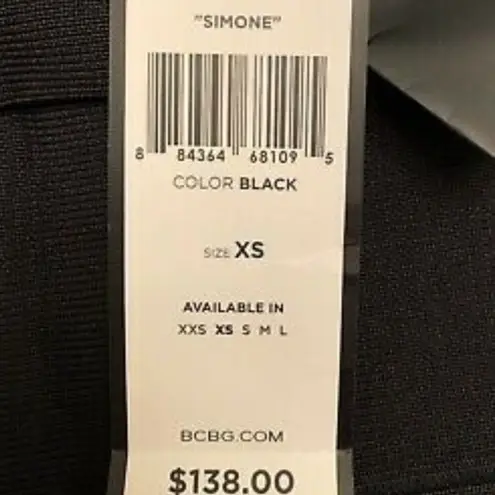 "SIMONE"
8 84364 68109 5
COLOR BLACK
SIZE XS
AVAILABLE IN
XXS XS S M L
BCBG.COM
$138.00